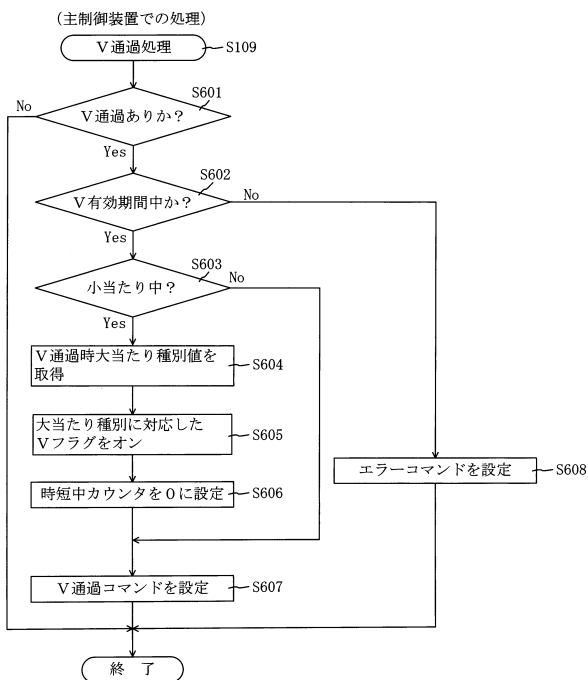 (主制御装置での処理)
V通過処理
S109
S601
No
V通過ありか？
Yes
S602
No
V有効期間中か？
Yes
S603
No
小当たり中？
Yes
V通過時大当たり種別値を
取得
S604
大当たり種別に対応した
Vフラグをオン
S605
時短中カウンタを０に設定
S606
エラーコマンドを設定
S608
V通過コマンドを設定
S607
終　了